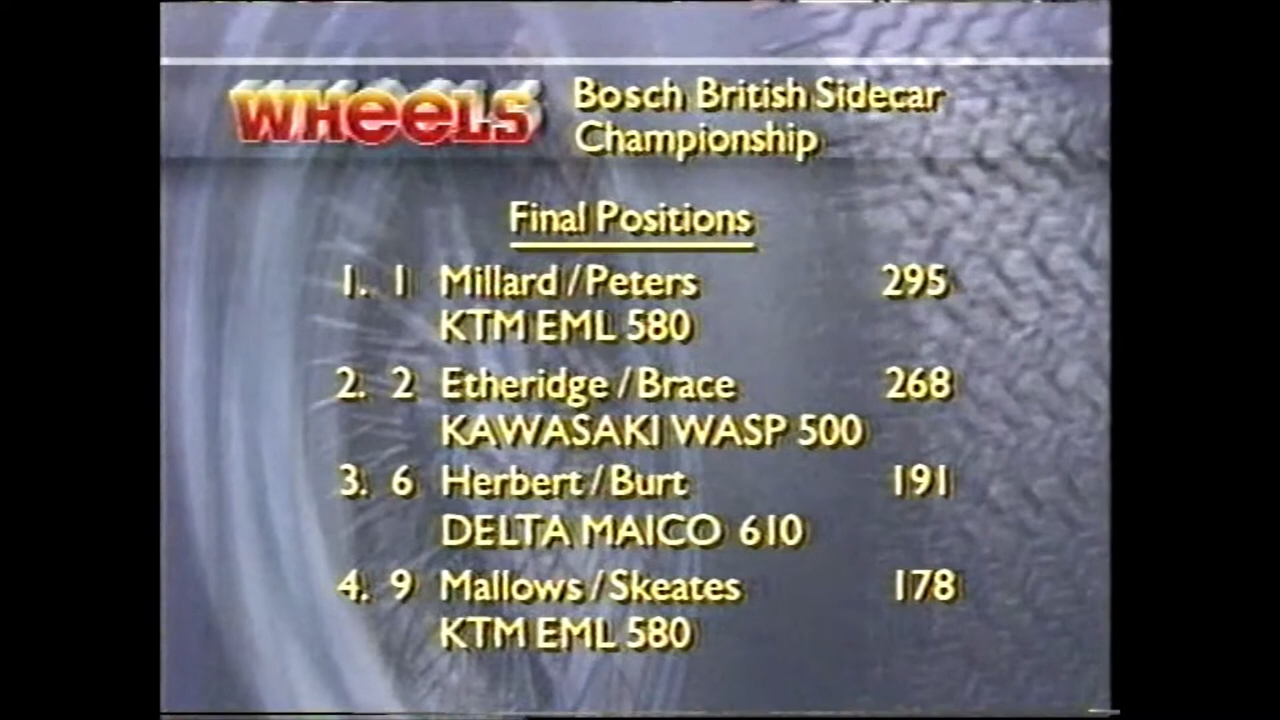 WHEELS
Bosch British Sidecar
Championship
Final Positions
1. 1 Millard / Peters 295
KTM EML 580
2. 2 Etheridge / Brace 268
KAWASAKI WASP 500
3. 6 Herbert / Burt 191
DELTA MAICO 610
4. 9 Mallows / Skeates 178
KTM EML 580